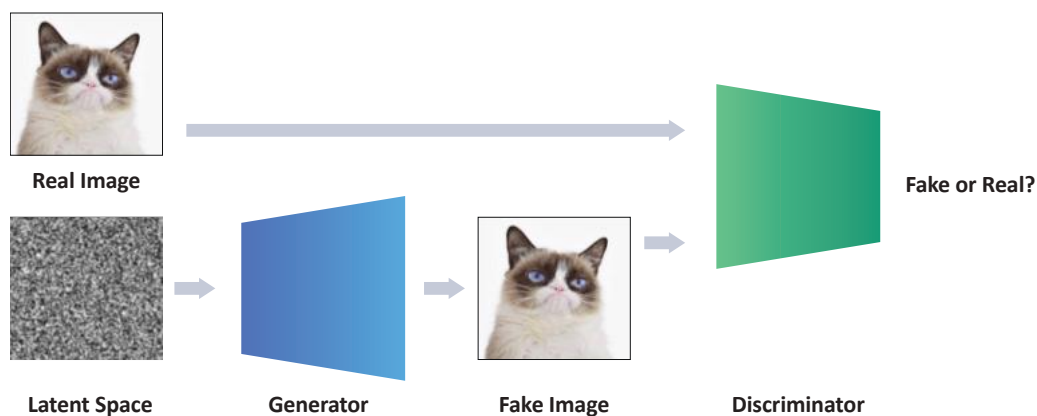 Real Image
Fake or Real?
Latent Space
Generator
Fake Image
Discriminator